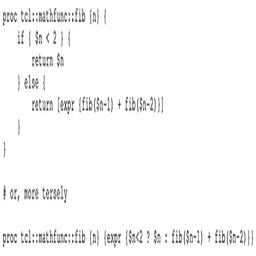 proc tcl::mathfunc::fib {n} {
    if { $n < 2 } {
        return $n
    } else {
        return [expr {fib($n-1) + fib($n-2)}]
    }
}
# or, more tersely
proc tcl::mathfunc::fib {n} {expr {$n<2 ? $n : fib($n-1) + fib($n-2)}}